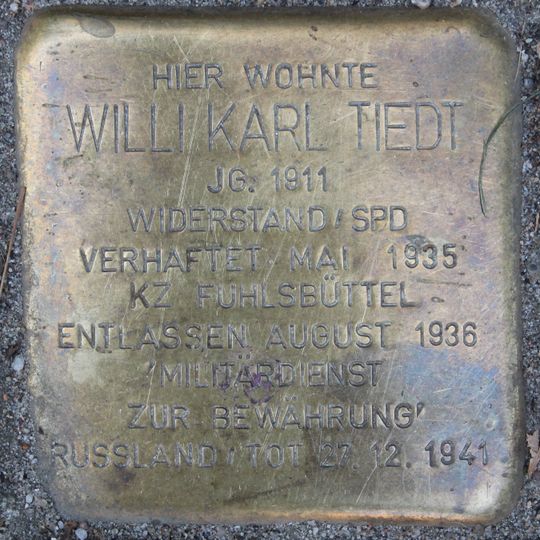 HIER WOHNTE
WILLI KARL TIEDT
JG. 1911
WIDERSTAND / SPD
VERHAFTET MAI 1935
KZ FUHLSBÜTTEL
ENTLASSEN AUGUST 1936
'MILITÄRDIENST
ZUR BEWÄHRUNG'
RUSSLAND / TOT 27. 12. 1941